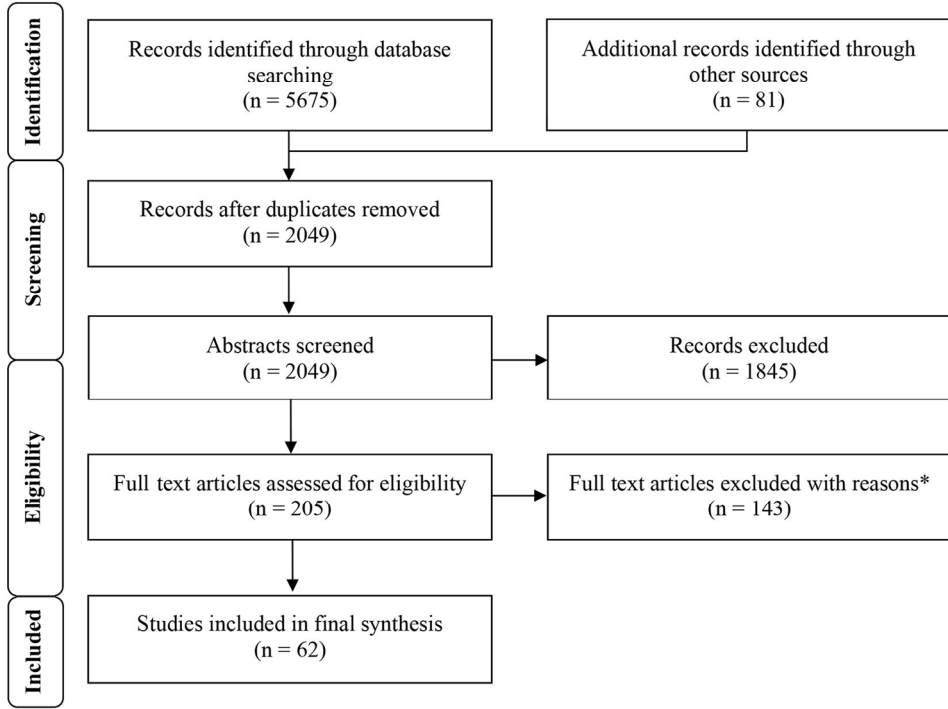 Identification
Records identified through database
searching
(n = 5675)
Additional records identified through
other sources
(n = 81)
Screening
Records after duplicates removed
(n = 2049)
Abstracts screened
(n = 2049)
Records excluded
(n = 1845)
Eligibility
Full text articles assessed for eligibility
(n = 205)
Full text articles excluded with reasons*
(n = 143)
Included
Studies included in final synthesis
(n = 62)